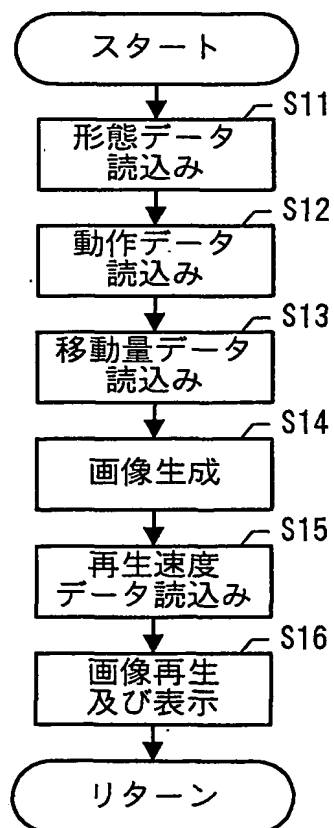 スタート
S11
形態データ
読込み
S12
動作データ
読込み
S13
移動量データ
読込み
S14
画像生成
S15
再生速度
データ読込み
S16
画像再生
及び表示
リターン